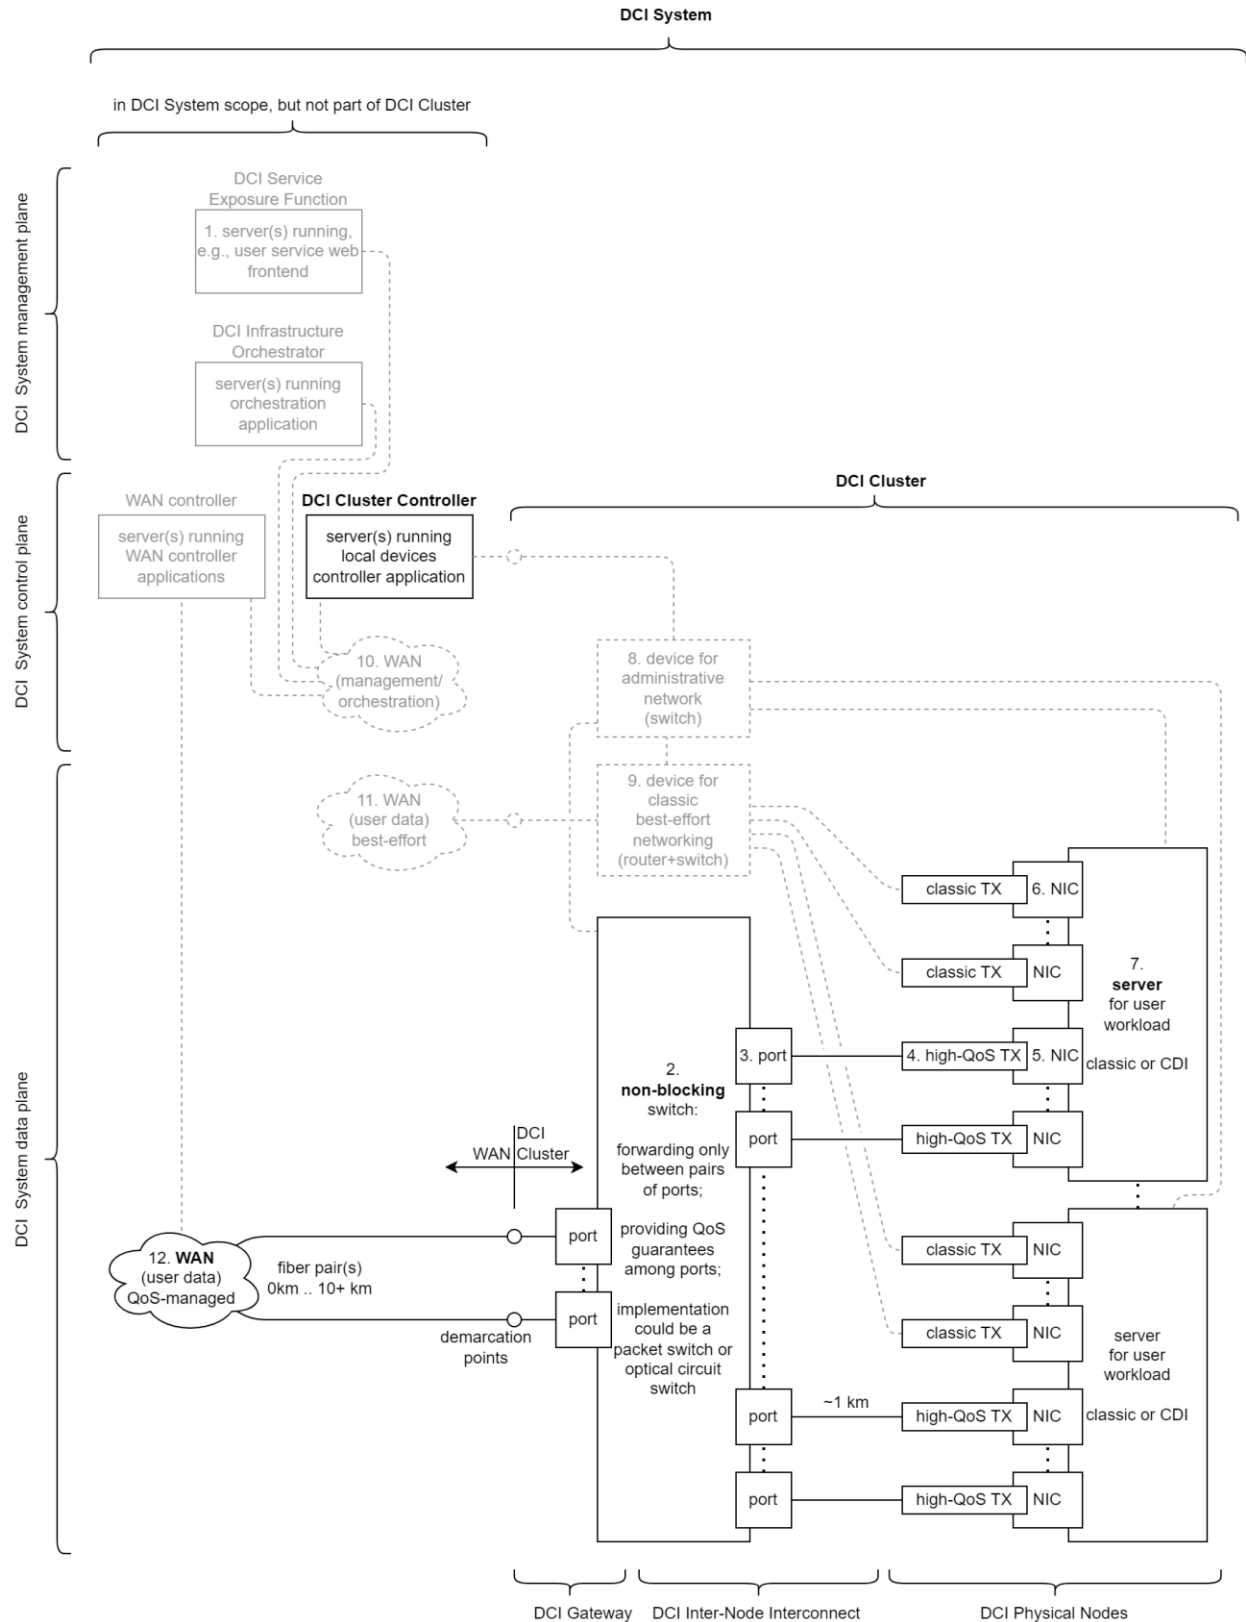 DCI System
in DCI System scope, but not part of DCI Cluster
DCI System management plane
DCI Service
Exposure Function
1. server(s) running,
e.g., user service web
frontend
DCI Infrastructure
Orchestrator
server(s) running
orchestration
application
DCI System control plane
WAN controller
server(s) running
WAN controller
applications
DCI Cluster Controller
server(s) running
local devices
controller application
DCI Cluster
10. WAN
(management/
orchestration)
8. device for
administrative
network
(switch)
DCI System data plane
11. WAN
(user data)
best-effort
9. device for
classic
best-effort
networking
(router+switch)
classic TX
6. NIC
classic TX
NIC
7.
server
for user
workload
classic or CDI
3. port
4. high-QoS TX
5. NIC
port
high-QoS TX
NIC
2.
non-blocking
switch:
forwarding only
between pairs
of ports;
providing QoS
guarantees
among ports;
implementation
could be a
packet switch or
optical circuit
switch
WAN
DCI
Cluster
port
port
12. WAN
(user data)
QoS-managed
fiber pair(s)
0km .. 10+ km
demarcation
points
classic TX
NIC
classic TX
NIC
server
for user
workload
classic or CDI
port
~1 km
high-QoS TX
NIC
port
high-QoS TX
NIC
DCI Gateway
DCI Inter-Node Interconnect
DCI Physical Nodes